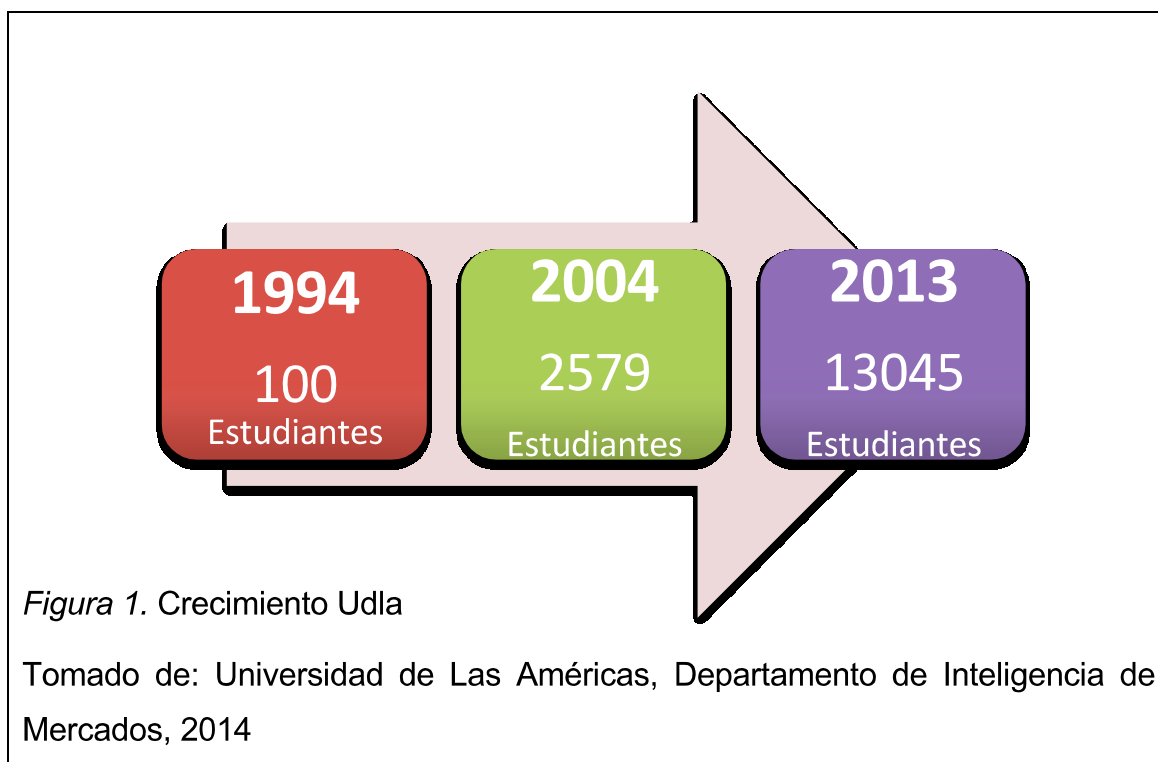 1994
100
Estudiantes
2004
2579
Estudiantes
2013
13045
Estudiantes
Figura 1. Crecimiento Udla
Tomado de: Universidad de Las Américas, Departamento de Inteligencia de
Mercados, 2014